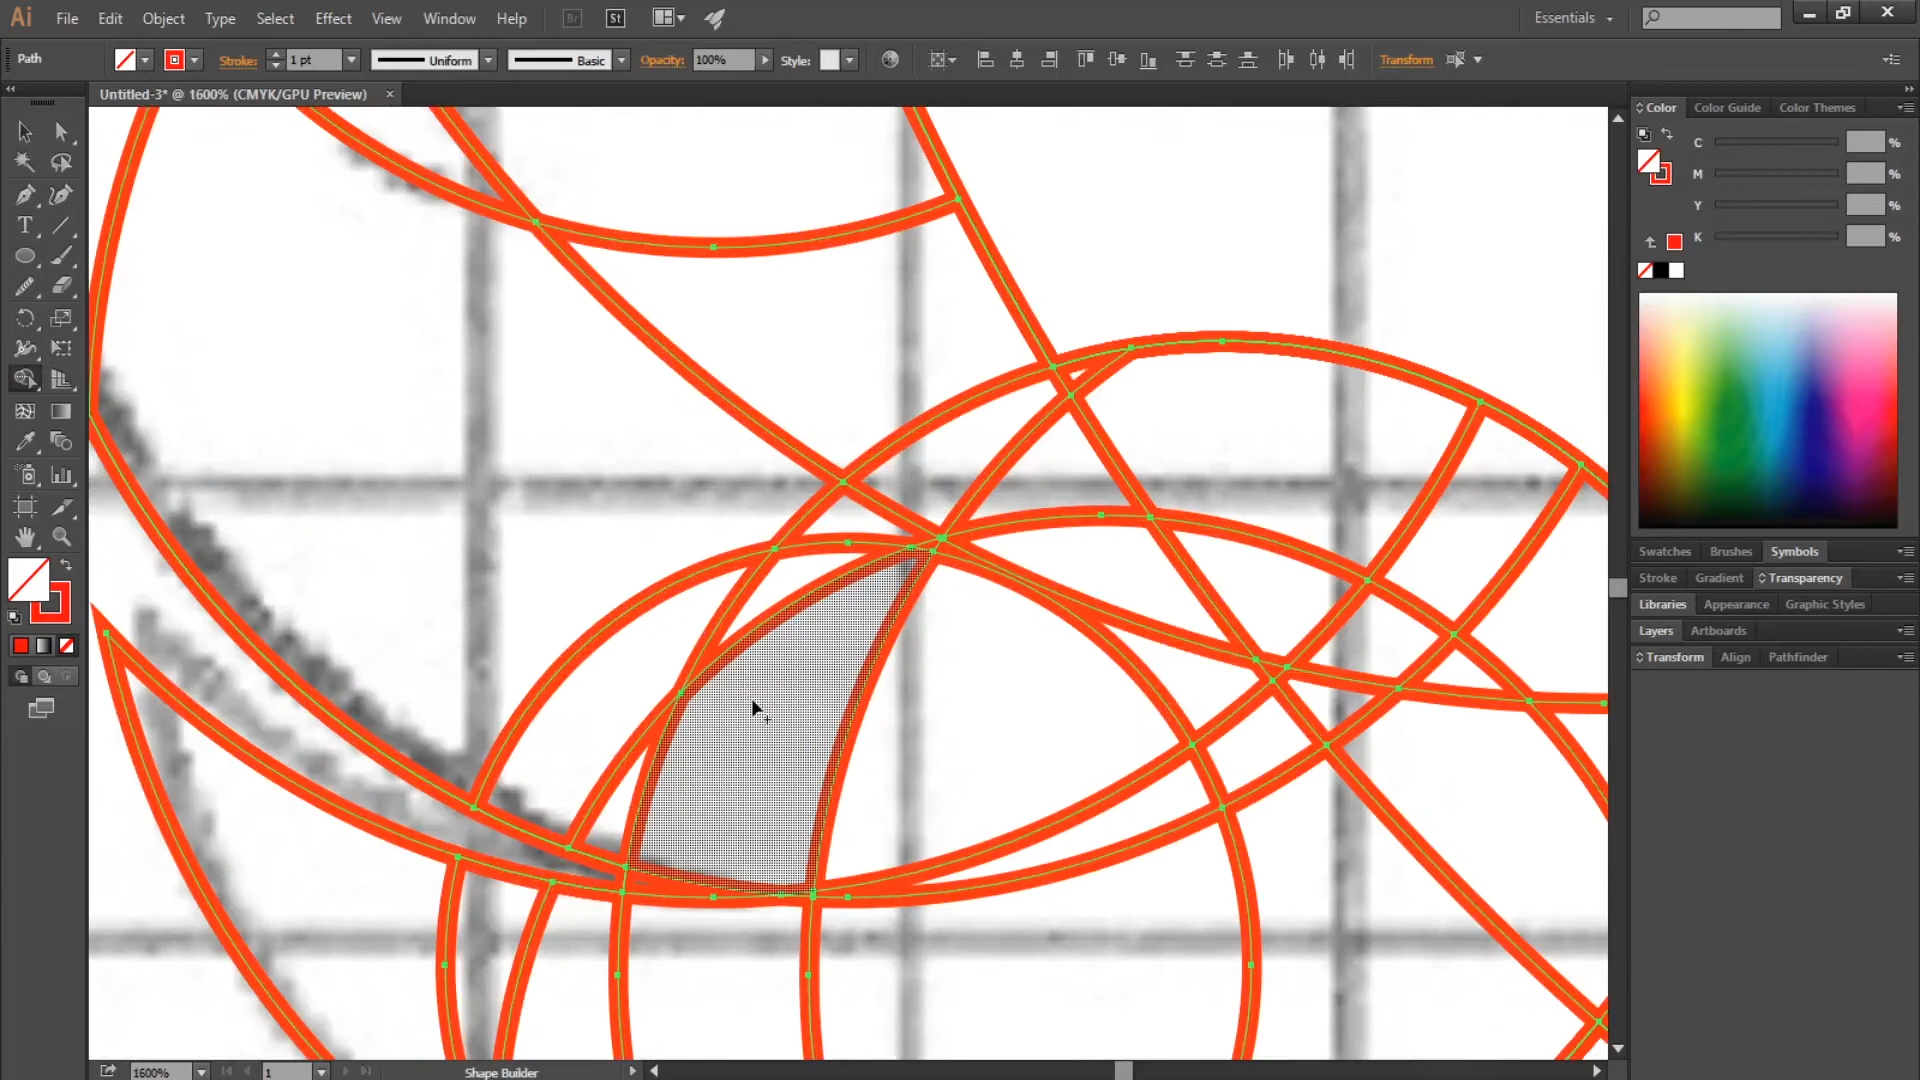 Ai File Edit Object Type Select Effect View Window Help Br St Essentials
Path Stroke: 1 pt Uniform Basic Opacity: 100% Style: Transform
Untitled-3* @ 1600% (CMYK/GPU Preview) ×
Color Color Guide Color Themes
C %
M %
Y %
K %
Swatches Brushes Symbols
Stroke Gradient Transparency
Libraries Appearance Graphic Styles
Layers Artboards
Transform Align Pathfinder
1600% 1 Shape Builder